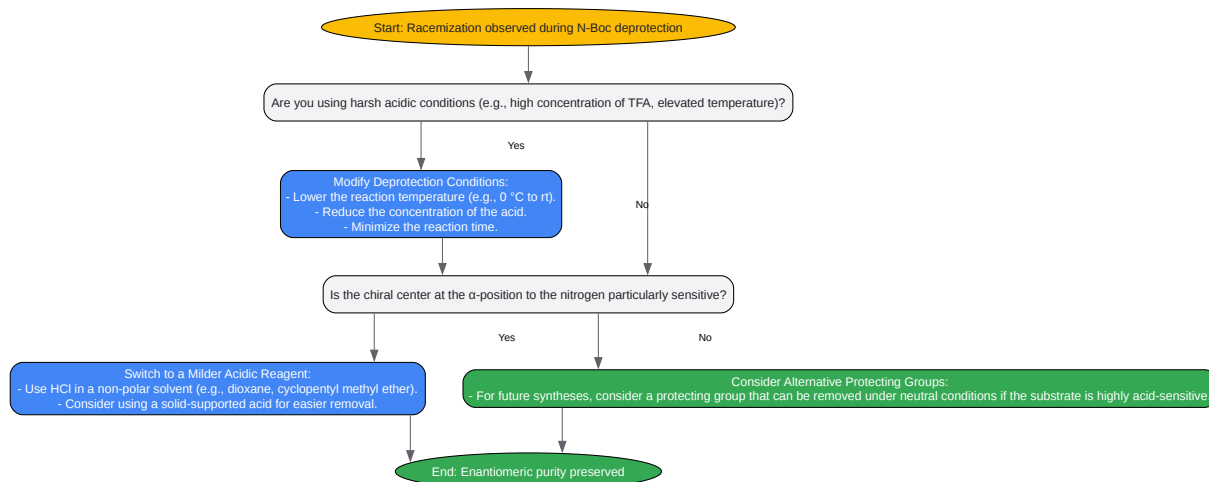 Start: Racemization observed during N-Boc deprotection
Are you using harsh acidic conditions (e.g., high concentration of TFA, elevated temperature)?
Yes
Modify Deprotection Conditions:
- Lower the reaction temperature (e.g., 0 °C to rt).
- Reduce the concentration of the acid.
- Minimize the reaction time.
No
Is the chiral center at the α-position to the nitrogen particularly sensitive?
Yes
No
Switch to a Milder Acidic Reagent:
- Use HCl in a non-polar solvent (e.g., dioxane, cyclopentyl methyl ether).
- Consider using a solid-supported acid for easier removal.
Consider Alternative Protecting Groups:
- For future syntheses, consider a protecting group that can be removed under neutral conditions if the substrate is highly acid-sensitive
End: Enantiomeric purity preserved